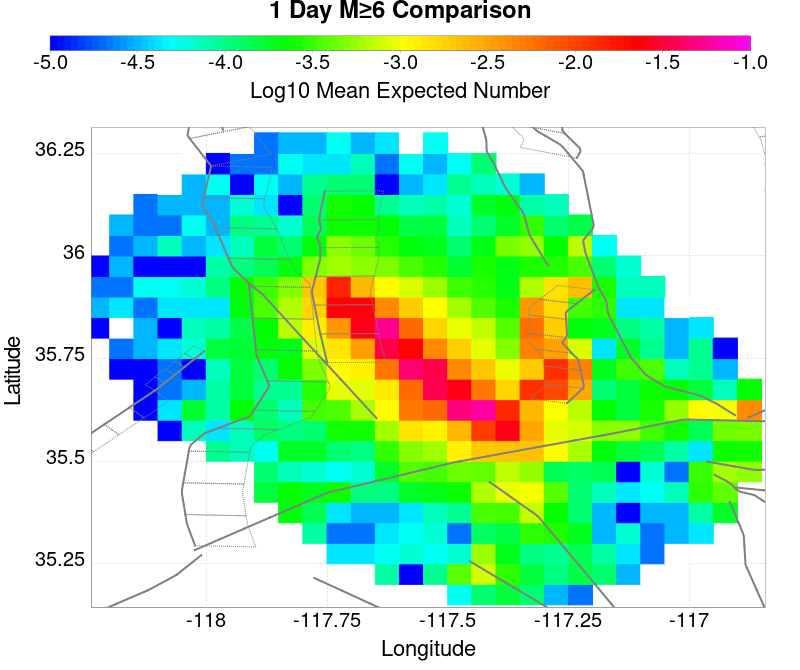 1 Day M≥6 Comparison
-5.0 -4.5 -4.0 -3.5 -3.0 -2.5 -2.0 -1.5 -1.0
Log10 Mean Expected Number
36.25
36
35.75
35.5
35.25
Latitude
-118 -117.75 -117.5 -117.25 -117
Longitude